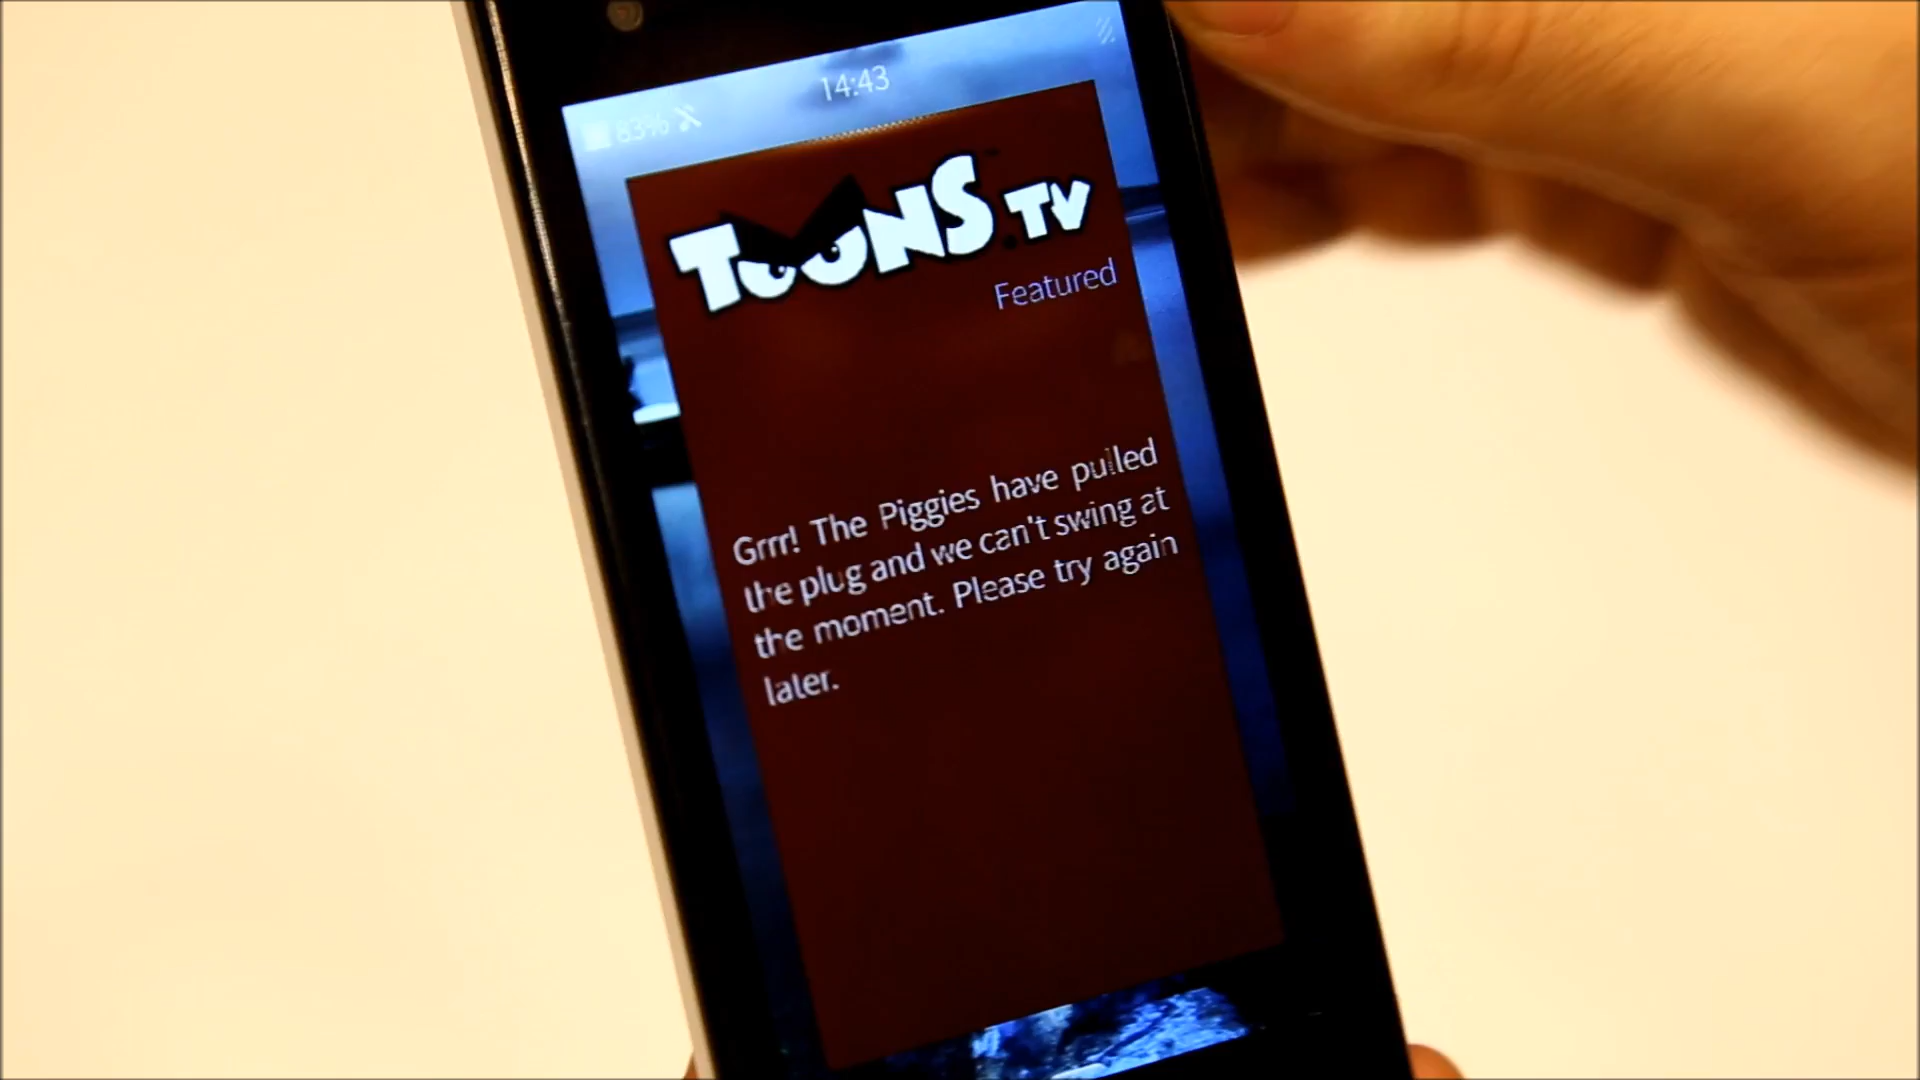 14:43
83%
TOONS.TV
Featured
Grrr! The Piggies have pulled
the plug and we can't swing at
the moment. Please try again
later.